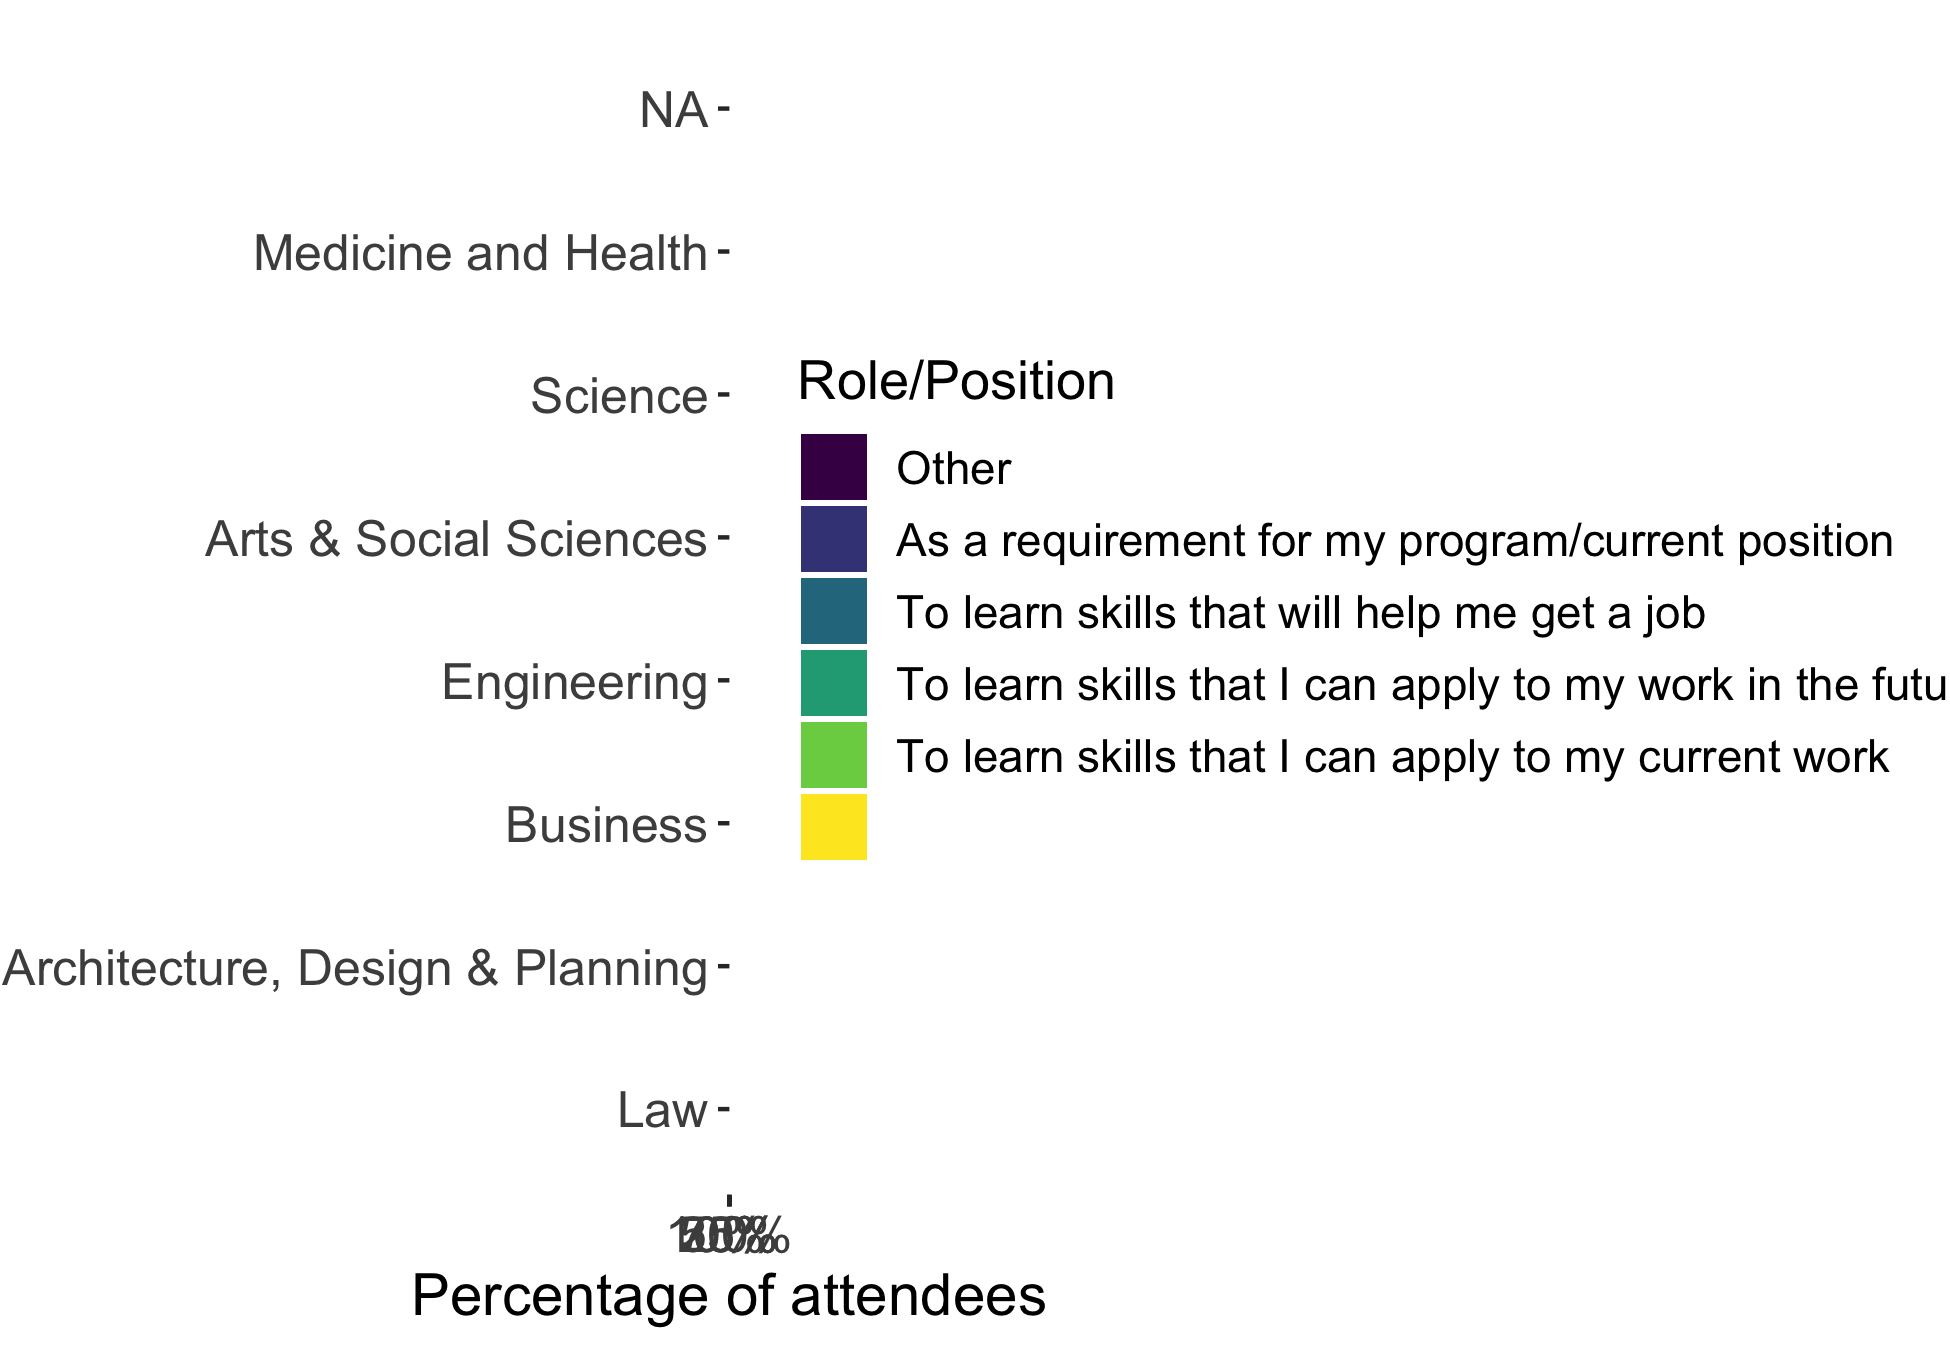 NA
Medicine and Health
Science
Arts & Social Sciences
Engineering
Business
Architecture, Design & Planning
Law
Percentage of attendees
Role/Position
Other
As a requirement for my program/current position
To learn skills that will help me get a job
To learn skills that I can apply to my work in the futu
To learn skills that I can apply to my current work